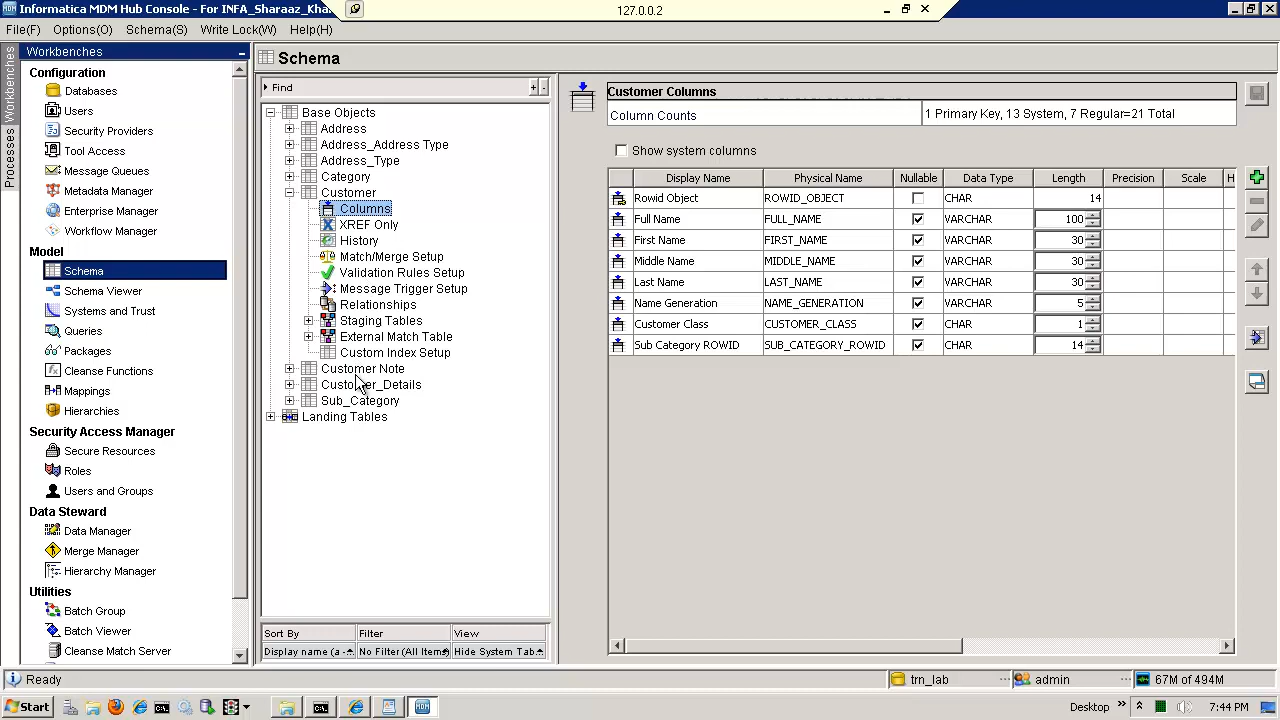 Informatica MDM Hub Console - For INFA_Sharaaz_Kha
127.0.0.2
File(F) Options(O) Schema(S) Write Lock(W) Help(H)
Workbenches
Processes
Workbenches
Configuration
Databases
Users
Security Providers
Tool Access
Message Queues
Metadata Manager
Enterprise Manager
Workflow Manager
Model
Schema
Schema Viewer
Systems and Trust
Queries
Packages
Cleanse Functions
Mappings
Hierarchies
Security Access Manager
Secure Resources
Roles
Users and Groups
Data Steward
Data Manager
Merge Manager
Hierarchy Manager
Utilities
Batch Group
Batch Viewer
Cleanse Match Server
Schema
Find
Base Objects
Address
Address_Address Type
Address_Type
Category
Customer
Columns
XREF Only
History
Match/Merge Setup
Validation Rules Setup
Message Trigger Setup
Relationships
Staging Tables
External Match Table
Custom Index Setup
Customer Note
Customer_Details
Sub_Category
Landing Tables
Sort By Filter View
Display name (a - No Filter(All Items) Hide System Tab
Customer Columns
Column Counts 1 Primary Key, 13 System, 7 Regular=21 Total
Show system columns
Display Name Physical Name Nullable Data Type Length Precision Scale H
Rowid Object ROWID_OBJECT CHAR 14
Full Name FULL_NAME VARCHAR 100
First Name FIRST_NAME VARCHAR 30
Middle Name MIDDLE_NAME VARCHAR 30
Last Name LAST_NAME VARCHAR 30
Name Generation NAME_GENERATION VARCHAR 5
Customer Class CUSTOMER_CLASS CHAR 1
Sub Category ROWID SUB_CATEGORY_ROWID CHAR 14
Ready trn_lab admin 67M of 494M
Start Desktop 7:44 PM